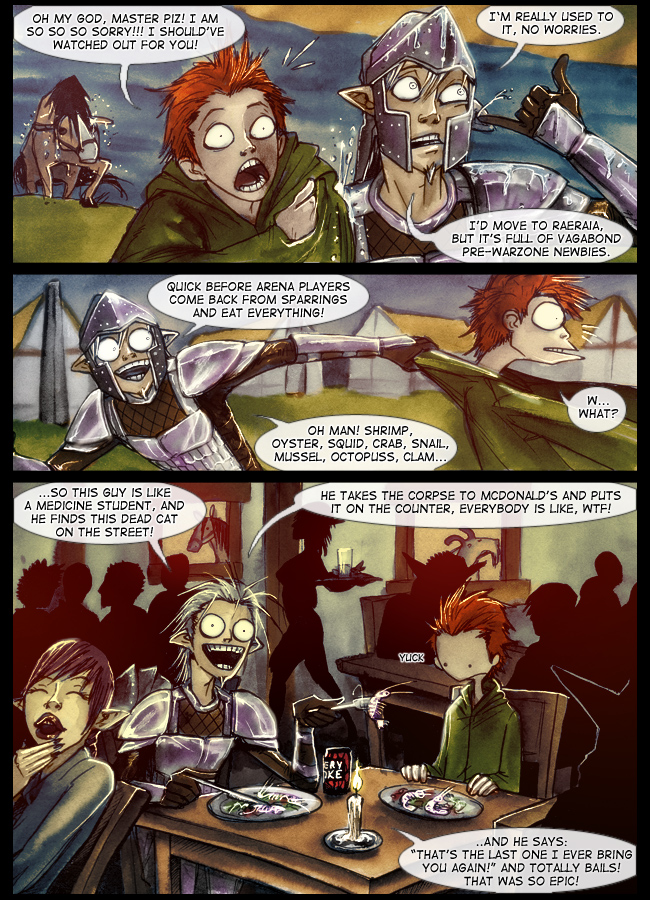 OH MY GOD, MASTER PIZ! I AM
SO SO SO SORRY!!! I SHOULD'VE
WATCHED OUT FOR YOU!
I'M REALLY USED TO
IT, NO WORRIES.
I'D MOVE TO RAERAIA,
BUT IT'S FULL OF VAGABOND
PRE-WARZONE NEWBIES.
QUICK BEFORE ARENA PLAYERS
COME BACK FROM SPARRINGS
AND EAT EVERYTHING!
W...
WHAT?
OH MAN! SHRIMP,
OYSTER, SQUID, CRAB, SNAIL,
MUSSEL, OCTOPUSS, CLAM...
...SO THIS GUY IS LIKE
A MEDICINE STUDENT, AND
HE FINDS THIS DEAD CAT
ON THE STREET!
HE TAKES THE CORPSE TO MCDONALD'S AND PUTS
IT ON THE COUNTER, EVERYBODY IS LIKE, WTF!
YUCK
ERY
OKE
..AND HE SAYS:
"THAT'S THE LAST ONE I EVER BRING
YOU AGAIN!" AND TOTALLY BAILS!
THAT WAS SO EPIC!